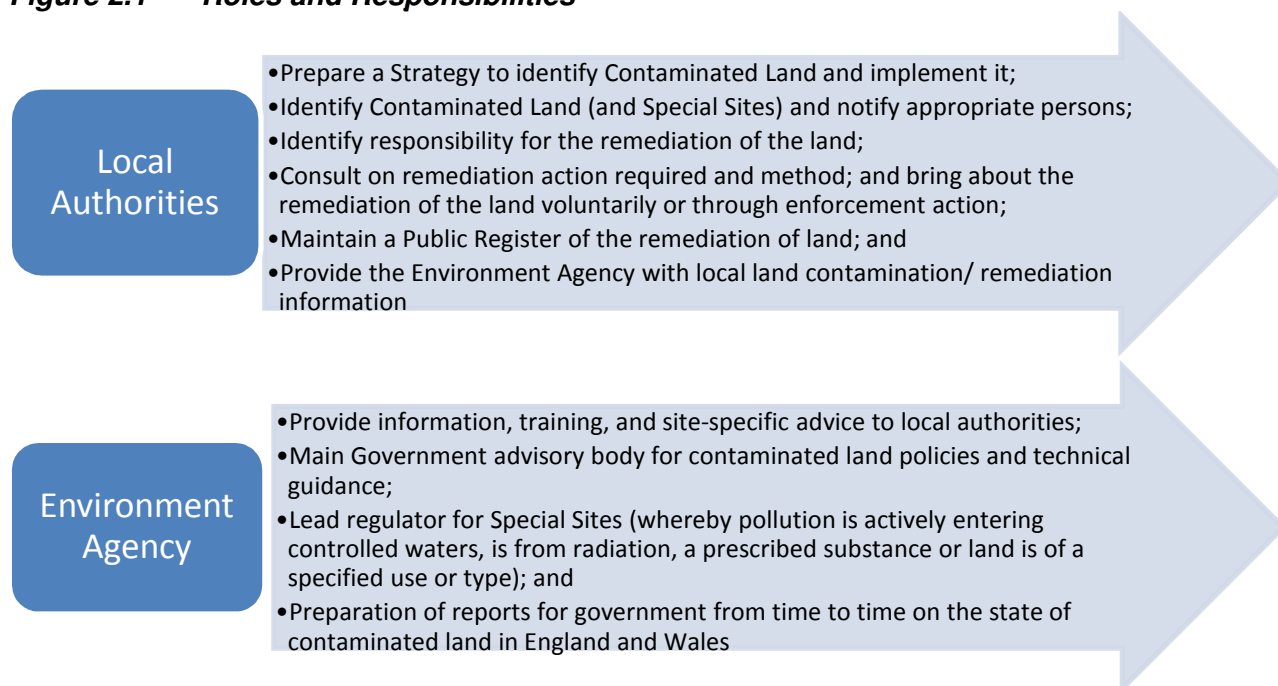 Figure 2.1 Roles and Responsibilities
Local
Authorities
•Prepare a Strategy to identify Contaminated Land and implement it;
•Identify Contaminated Land (and Special Sites) and notify appropriate persons;
•Identify responsibility for the remediation of the land;
•Consult on remediation action required and method; and bring about the
remediation of the land voluntarily or through enforcement action;
•Maintain a Public Register of the remediation of land; and
•Provide the Environment Agency with local land contamination/ remediation
information
Environment
Agency
•Provide information, training, and site-specific advice to local authorities;
•Main Government advisory body for contaminated land policies and technical
guidance;
•Lead regulator for Special Sites (whereby pollution is actively entering
controlled waters, is from radiation, a prescribed substance or land is of a
specified use or type); and
•Preparation of reports for government from time to time on the state of
contaminated land in England and Wales